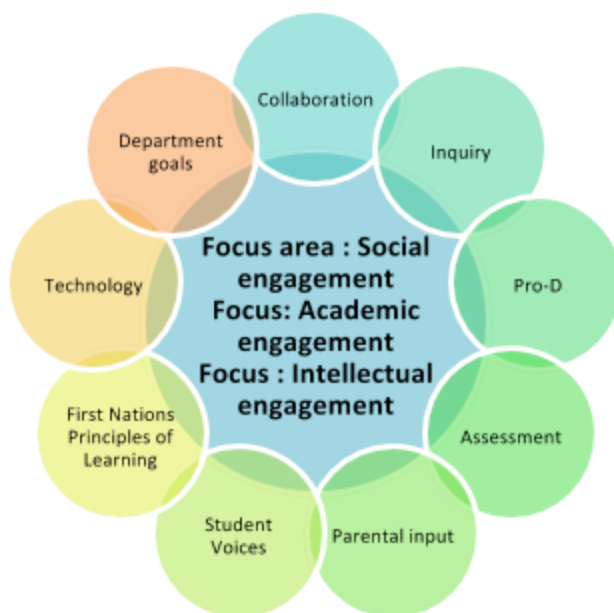 Collaboration
Inquiry
Pro-D
Assessment
Parental input
Student
Voices
First Nations
Principles of
Learning
Technology
Department
goals
Focus area : Social
engagement
Focus: Academic
engagement
Focus : Intellectual
engagement